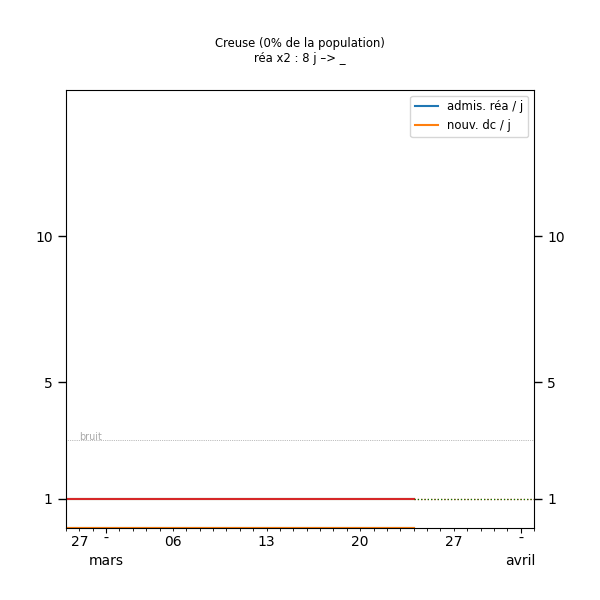 Creuse (0% de la population)
réa x2 : 8 j –> _
admis. réa / j
nouv. dc / j
10 10
5 5
bruit
1 1
27 - 06 13 20 27 -
mars avril